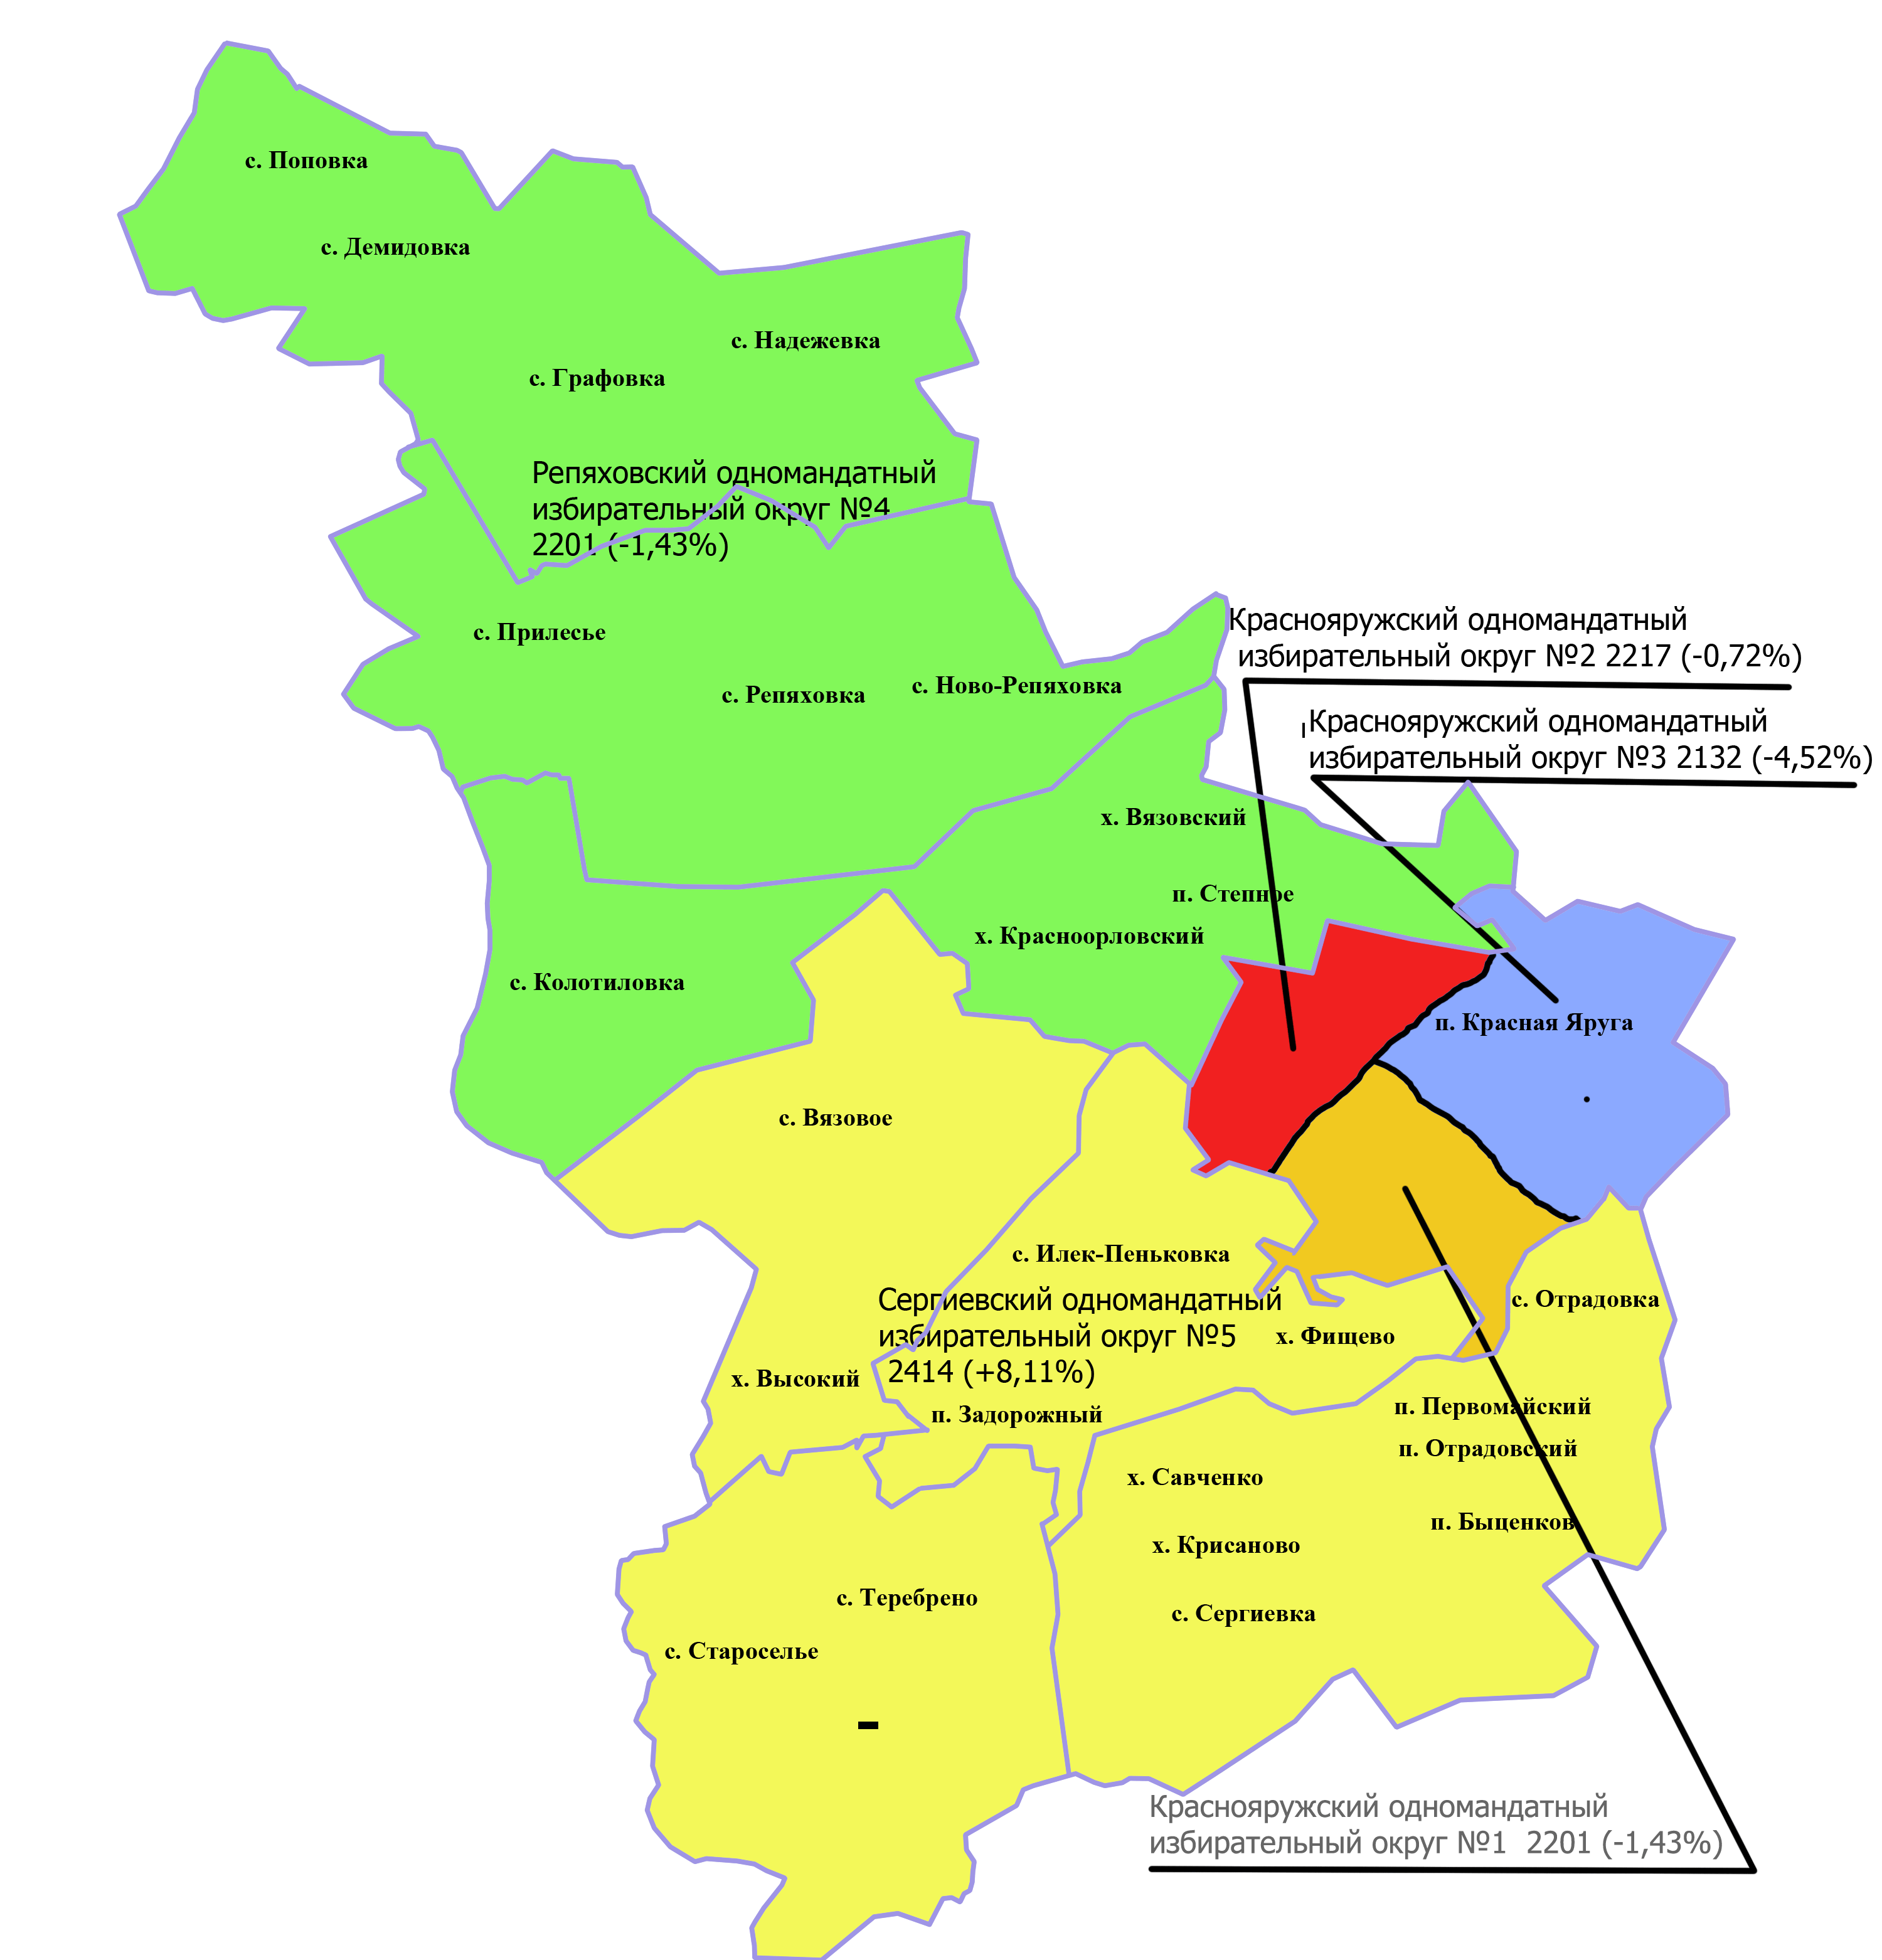 с. Поповка
с. Демидовка
с. Надежевка
с. Графовка
Репяховский одномандатный
избирательный округ №4
2201 (-1,43%)
с. Прилесье
с. Репяховка
с. Ново-Репяховка
Краснояружский одномандатный
избирательный округ №2 2217 (-0,72%)
Краснояружский одномандатный
избирательный округ №3 2132 (-4,52%)
х. Вязовский
п. Степное
х. Красноорловский
с. Колотиловка
п. Красная Яруга
с. Вязовое
с. Илек-Пеньковка
Сергиевский одномандатный
избирательный округ №5
2414 (+8,11%)
с. Отрадовка
х. Фищево
х. Высокий
п. Задорожный
п. Первомайский
п. Отрадовский
х. Савченко
п. Быценков
х. Крисаново
с. Теребрено
с. Сергиевка
с. Староселье
Краснояружский одномандатный
избирательный округ №1 2201 (-1,43%)